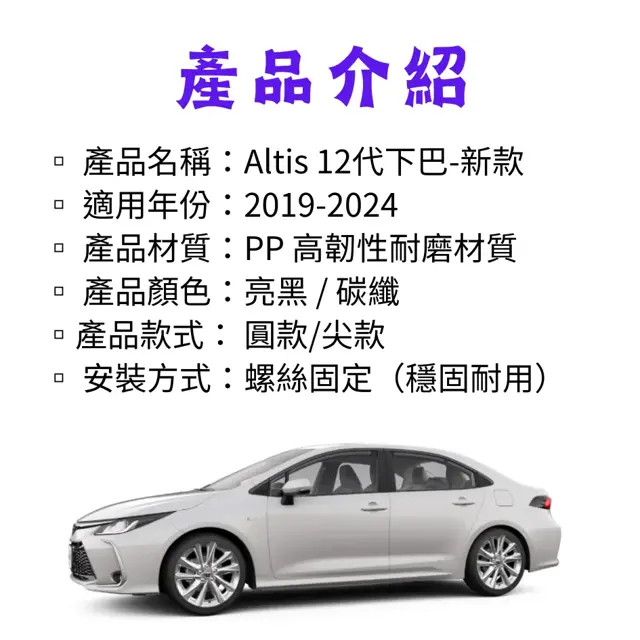 產品介紹
▫ 產品名稱：Altis 12代下巴-新款
▫ 適用年份：2019-2024
▫ 產品材質：PP 高韌性耐磨材質
▫ 產品顏色：亮黑 / 碳纖
▫ 產品款式： 圓款/尖款
▫ 安裝方式：螺絲固定（穩固耐用）